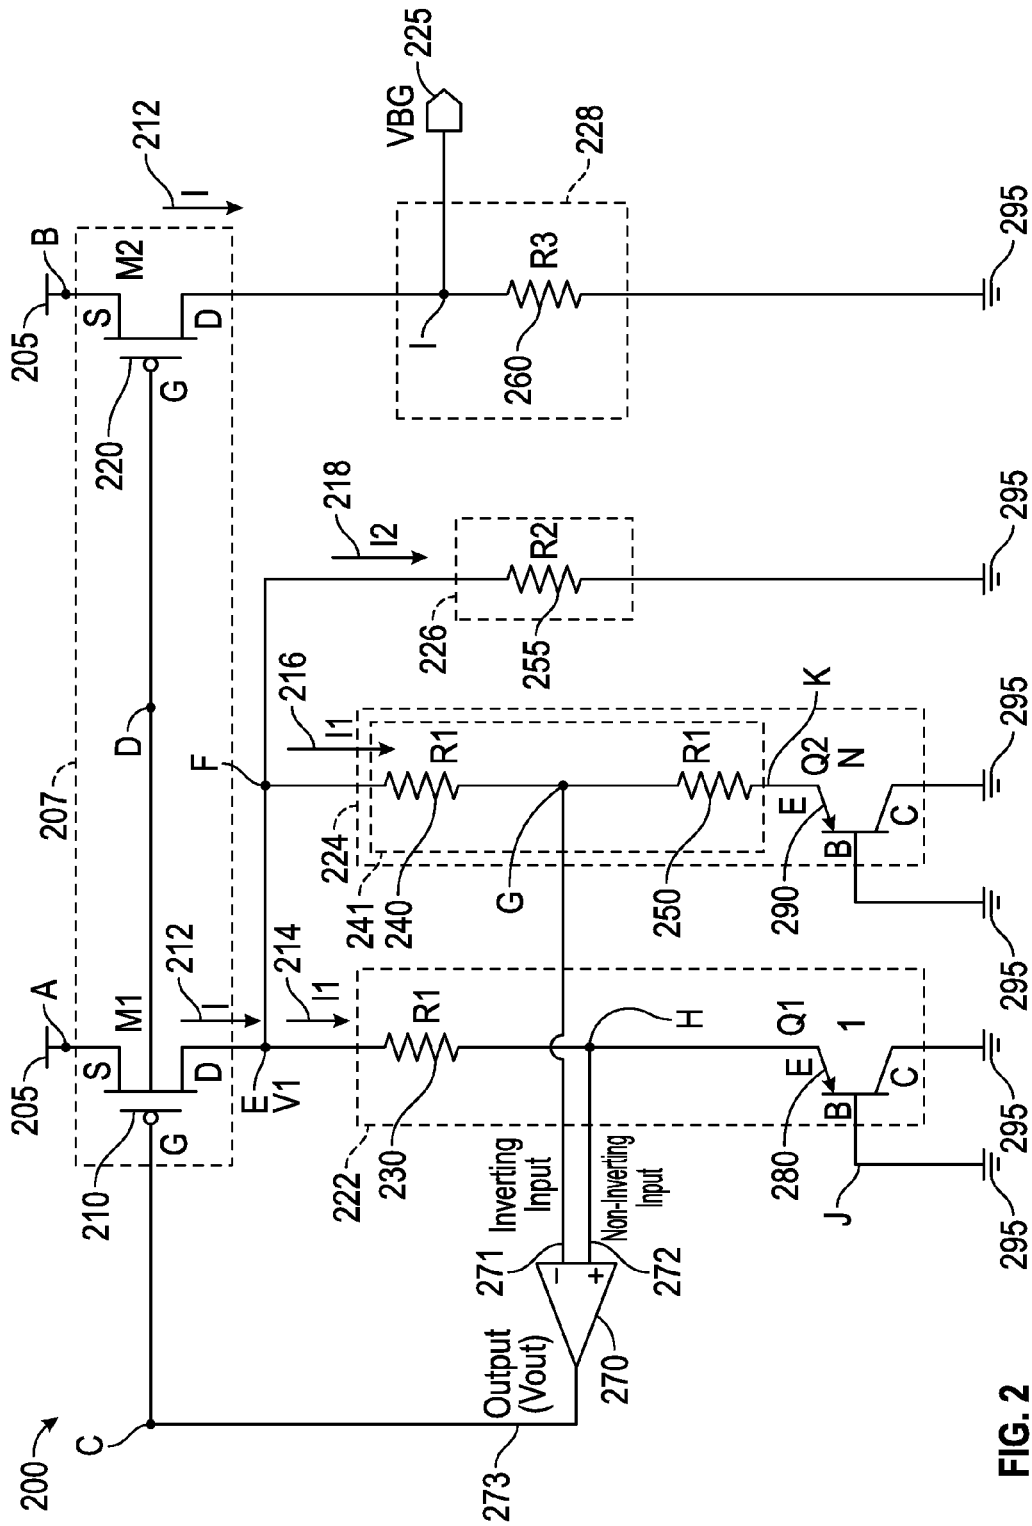 200
C
205
A
S
M1
210
G
D
207
212
I
D
205
B
S
M2
220
G
D
212
I
E
V1
F
214
I1
216
I1
218
I2
VBG
225
I
222
230
R1
224
241
240
R1
G
250
R1
226
255
R2
228
260
R3
Output
(Vout)
273
270
271
272
−
+
Inverting
Input
Non-Inverting
Input
H
K
Q1
1
E
B
C
280
J
Q2
N
E
B
C
290
295
295
295
295
295
295
FIG. 2